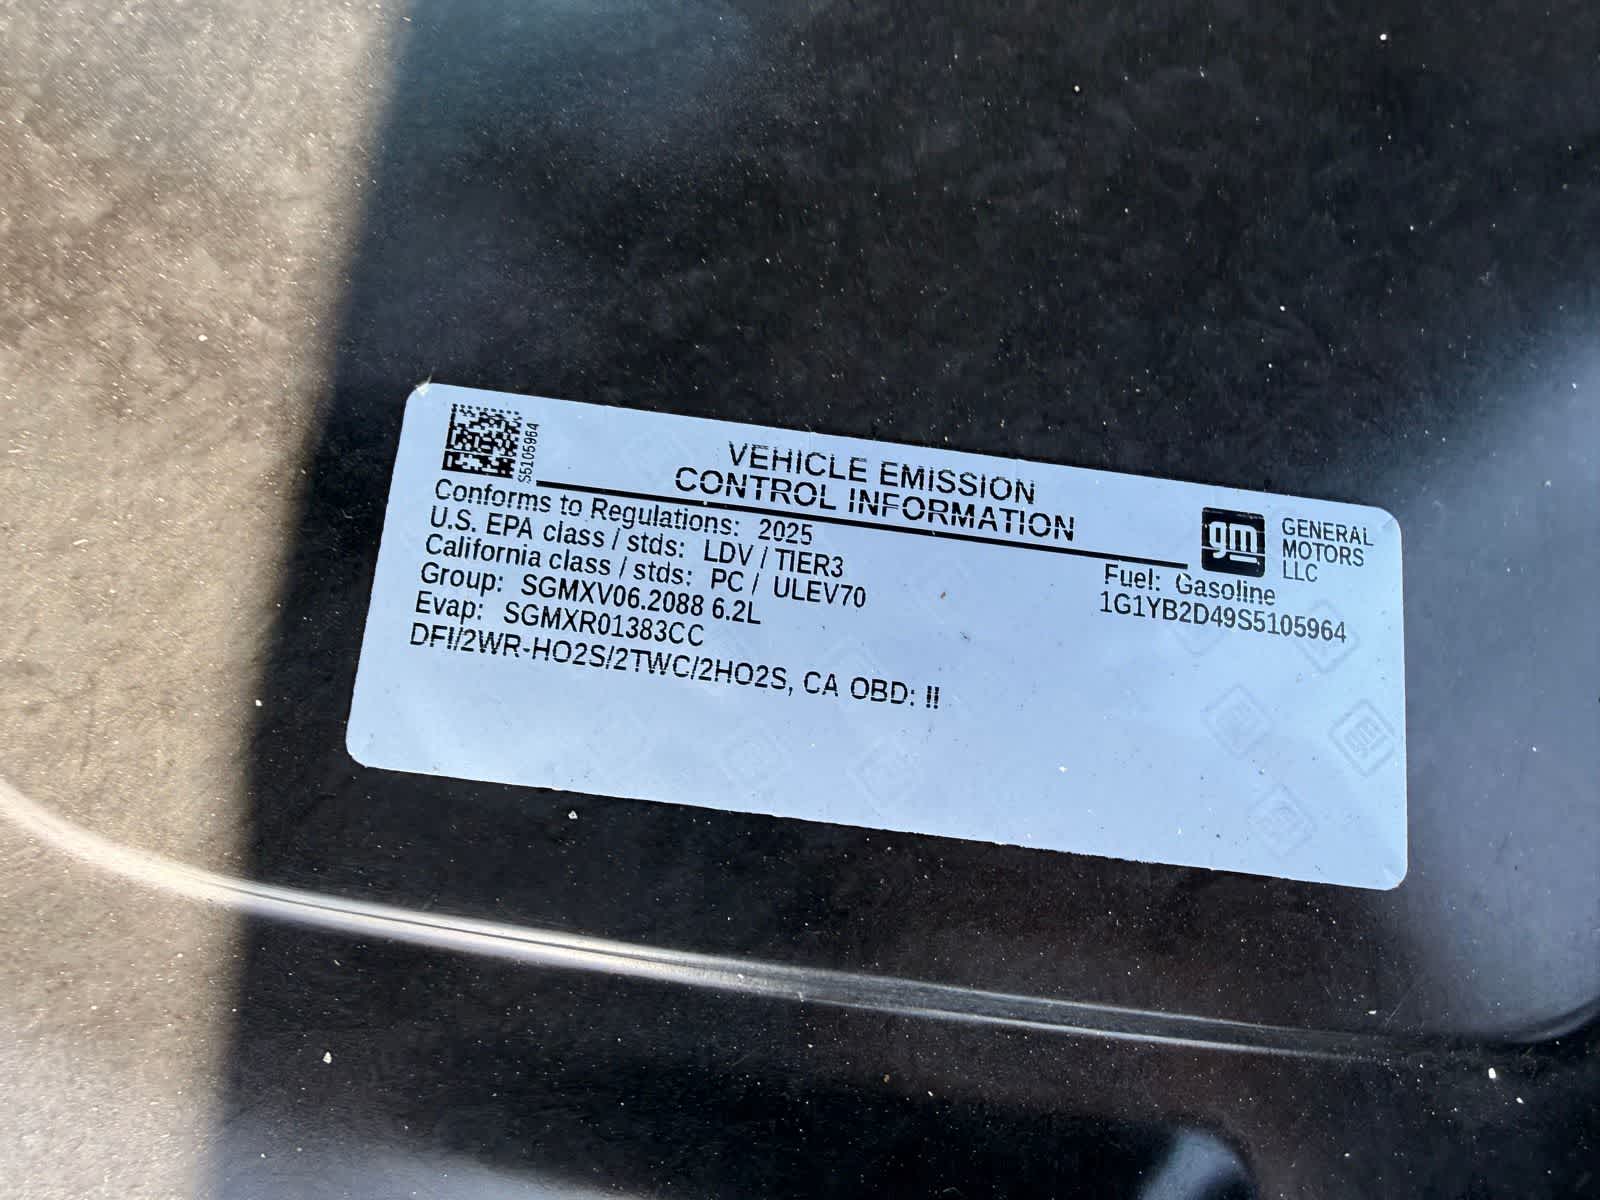 S5105964
VEHICLE EMISSION
CONTROL INFORMATION
gm
GENERAL
MOTORS
LLC
Conforms to Regulations: 2025
U.S. EPA class / stds: LDV / TIER3
California class / stds: PC / ULEV70
Group: SGMXV06.2088 6.2L
Evap: SGMXR01383CC
DFI/2WR-HO2S/2TWC/2HO2S, CA OBD: II
Fuel: Gasoline
1G1YB2D49S5105964